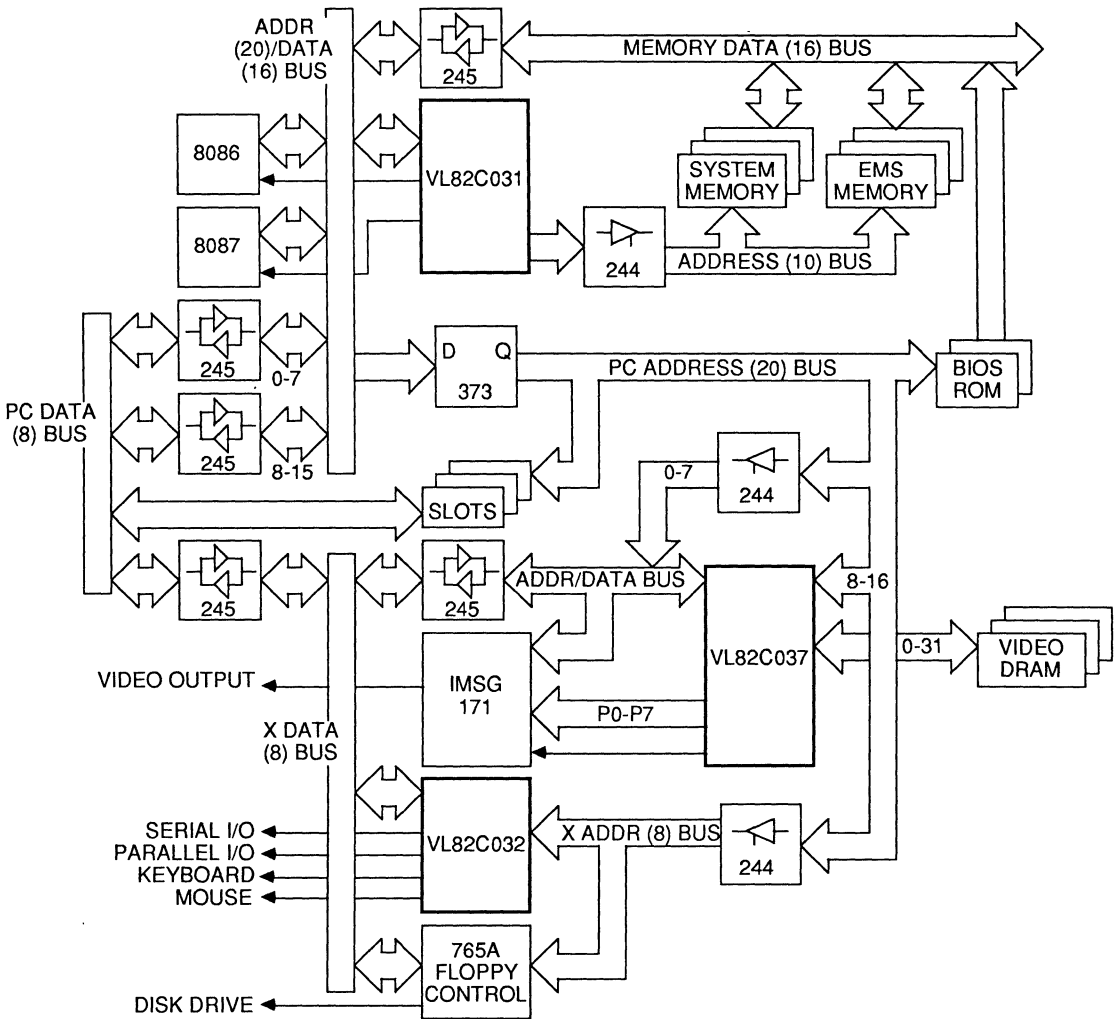 ADDR
(20)/DATA
(16) BUS
245
MEMORY DATA (16) BUS
8086
VL82C031
SYSTEM
MEMORY
EMS
MEMORY
8087
244
ADDRESS (10) BUS
245
0-7
D Q
373
PC ADDRESS (20) BUS
BIOS
ROM
PC DATA
(8) BUS
245
8-15
0-7
244
SLOTS
245
245
ADDR/DATA BUS
8-16
VL82C037
0-31
VIDEO
DRAM
VIDEO OUTPUT
IMSG
171
P0-P7
X DATA
(8) BUS
SERIAL I/O
PARALLEL I/O
KEYBOARD
MOUSE
VL82C032
X ADDR (8) BUS
244
765A
FLOPPY
CONTROL
DISK DRIVE